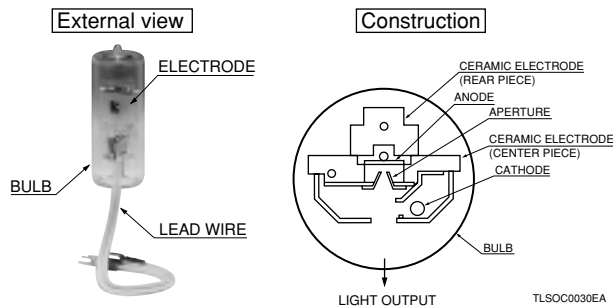 External view
ELECTRODE
BULB
LEAD WIRE
Construction
CERAMIC ELECTRODE
(REAR PIECE)
ANODE
APERTURE
CERAMIC ELECTRODE
(CENTER PIECE)
CATHODE
BULB
LIGHT OUTPUT
TLSOC0030EA